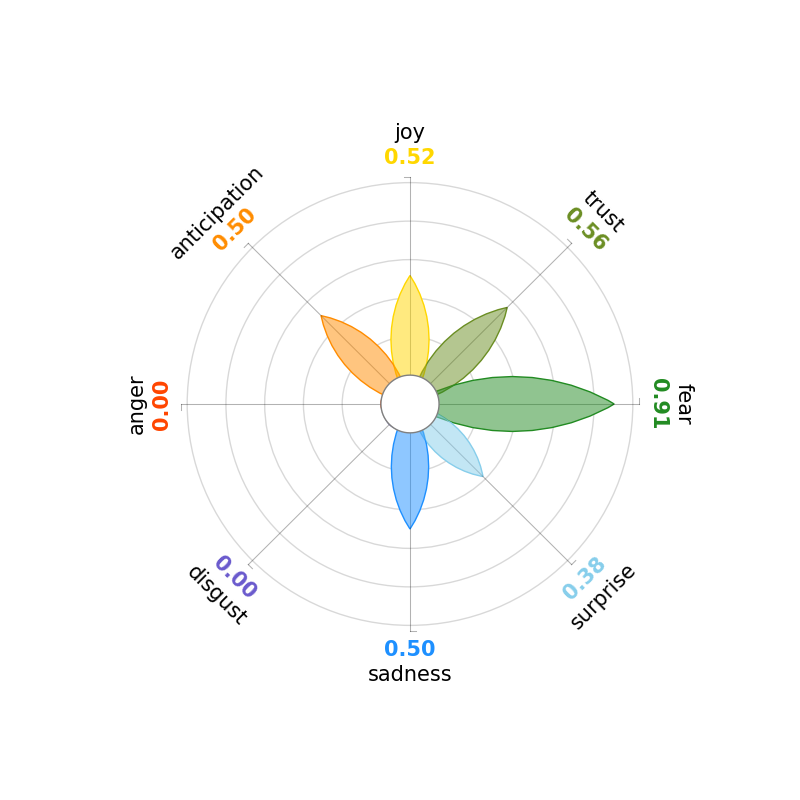 joy
0.52
trust
0.56
fear
0.91
surprise
0.38
0.50
sadness
0.00
disgust
anger
0.00
anticipation
0.50